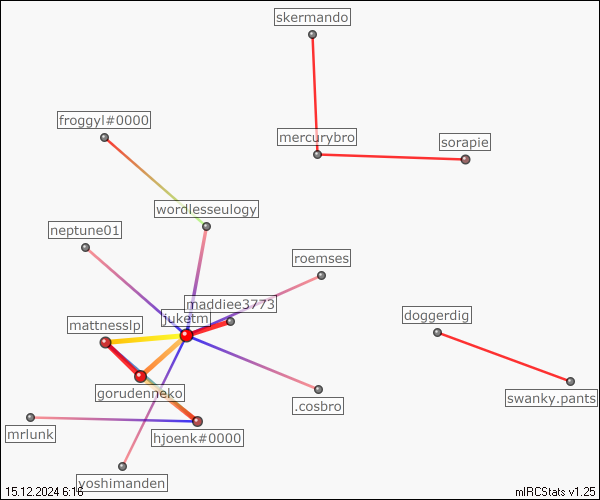 skermando
froggyl#0000
mercurybro
sorapie
wordlesseulogy
neptune01
roemses
maddiee3773
juketm
mattnesslp
doggerdig
gorudenneko
swanky.pants
.cosbro
mrlunk
hjoenk#0000
yoshimanden
15.12.2024 6:16
mIRCStats v1.25